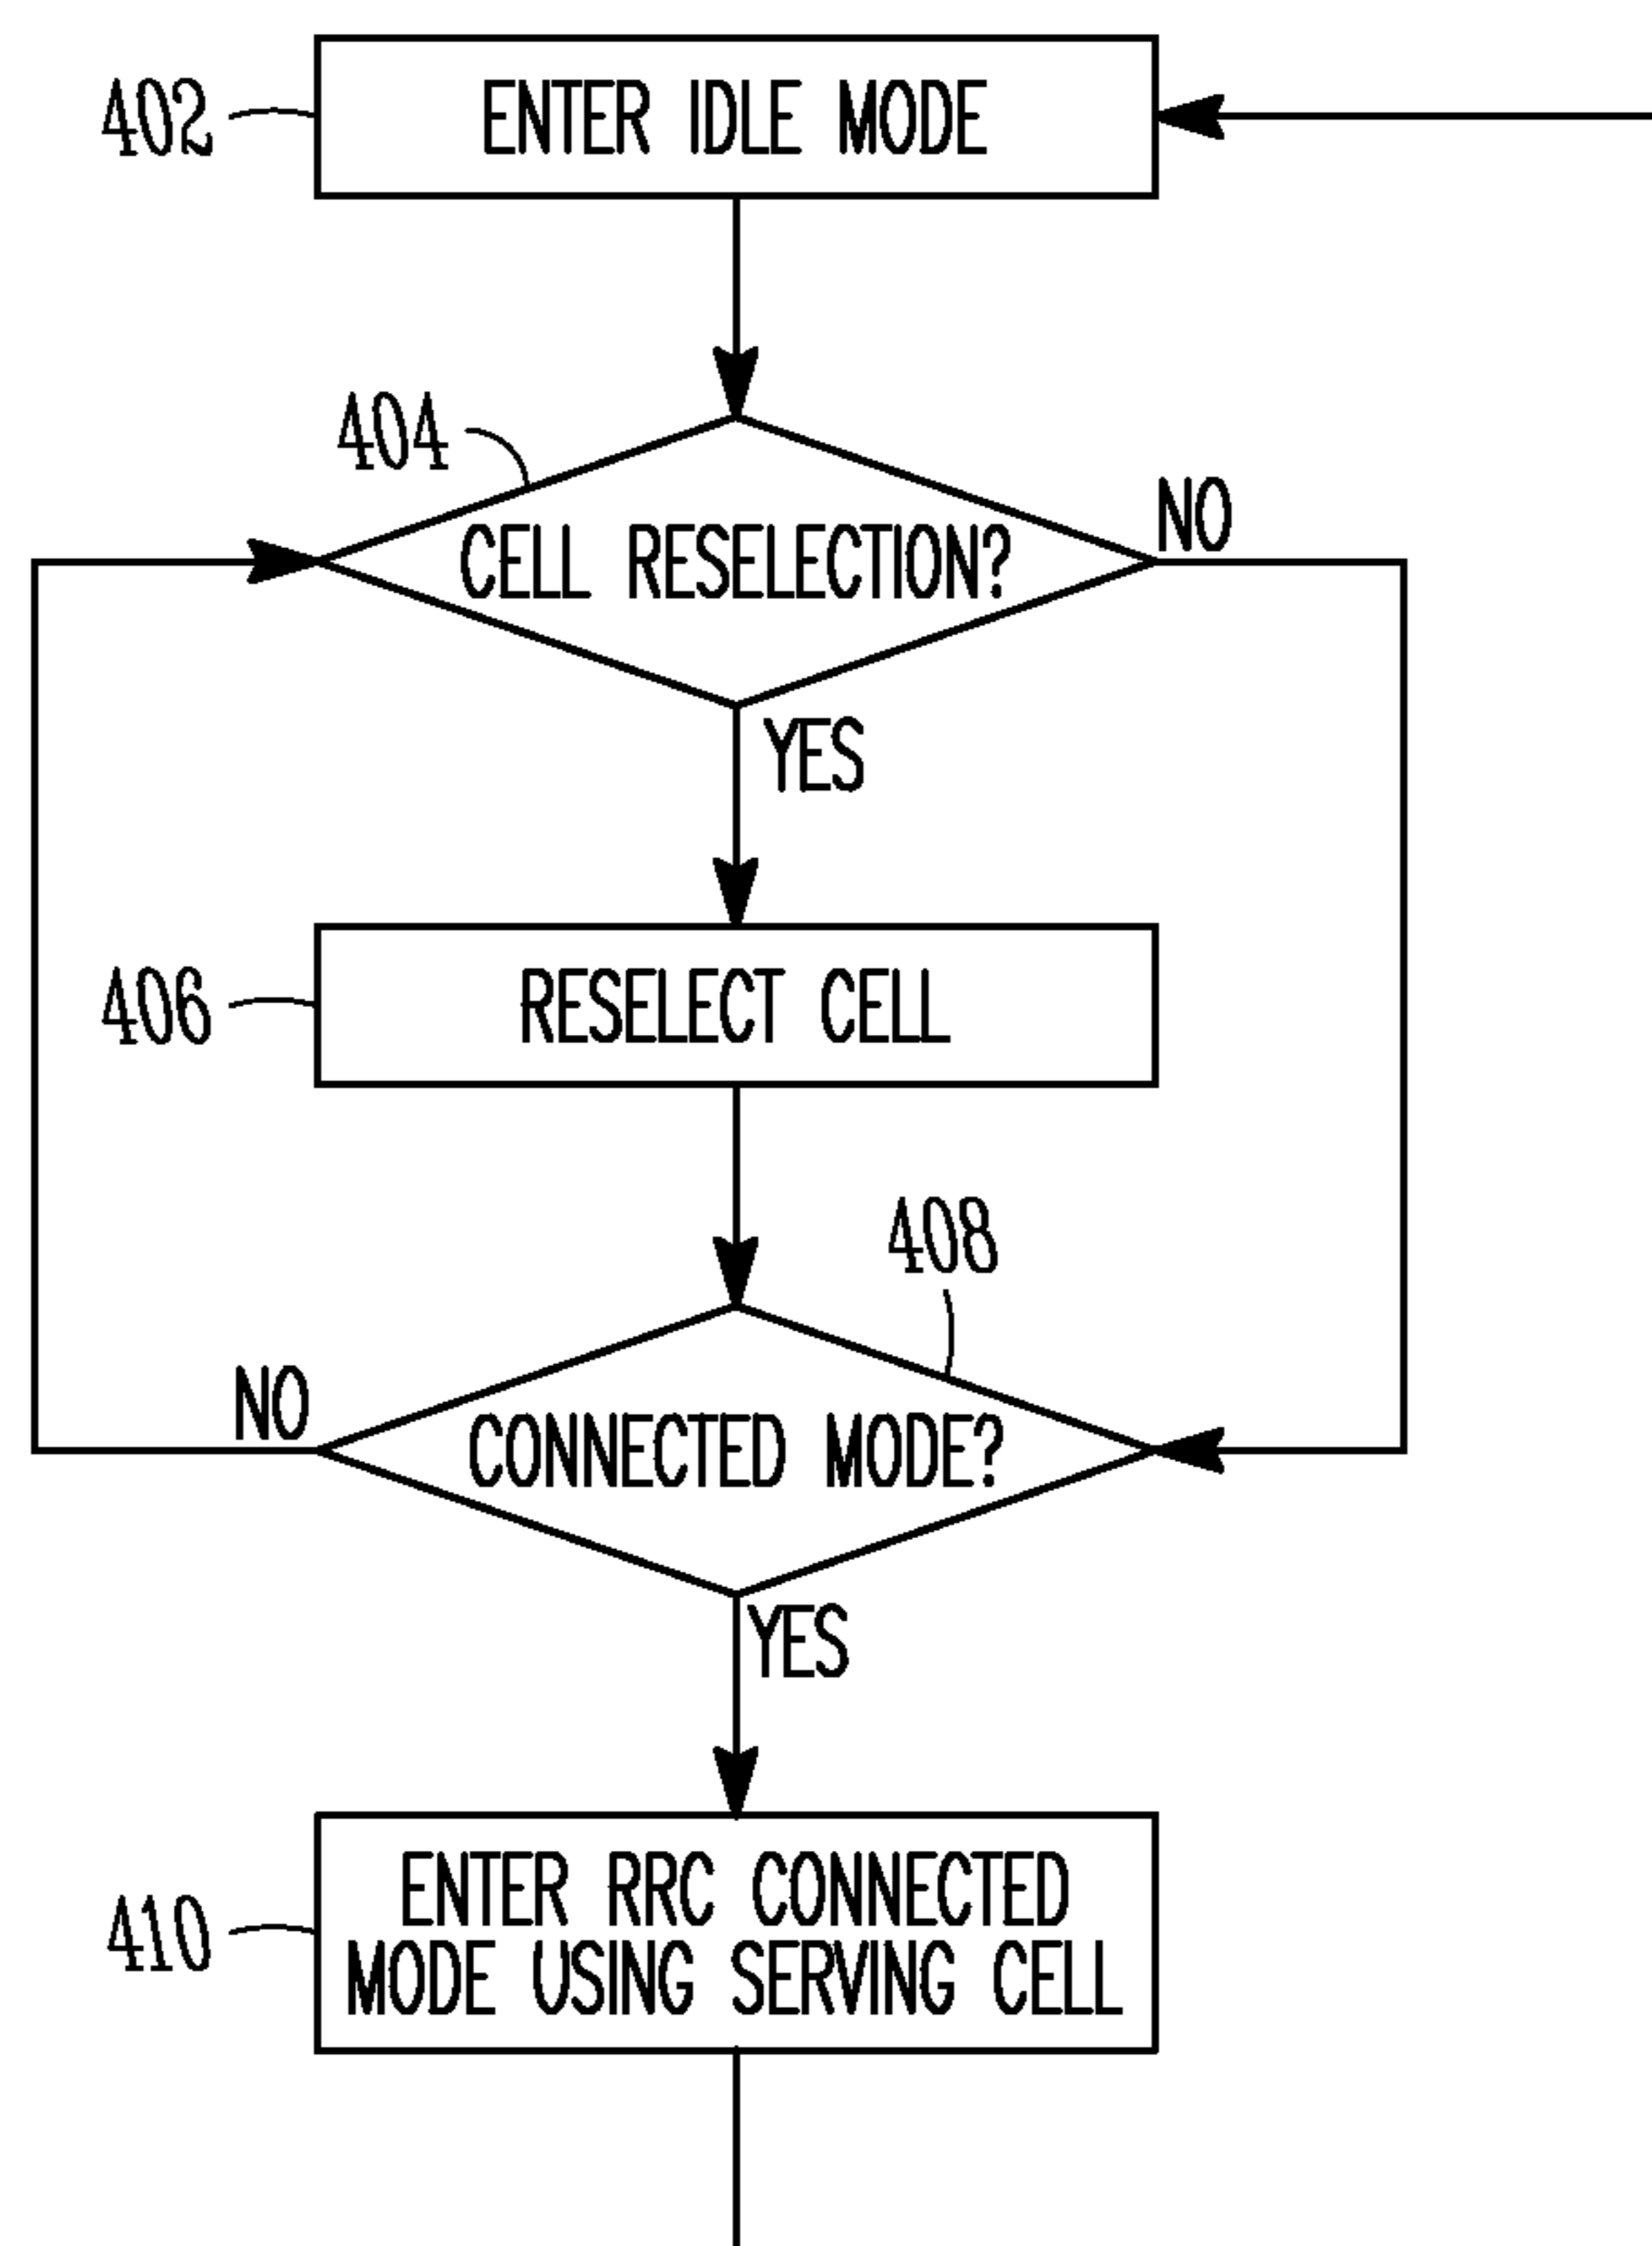 402
ENTER IDLE MODE
404
NO
CELL RESELECTION?
YES
406
RESELECT CELL
408
NO
CONNECTED MODE?
YES
410
ENTER RRC CONNECTED
MODE USING SERVING CELL